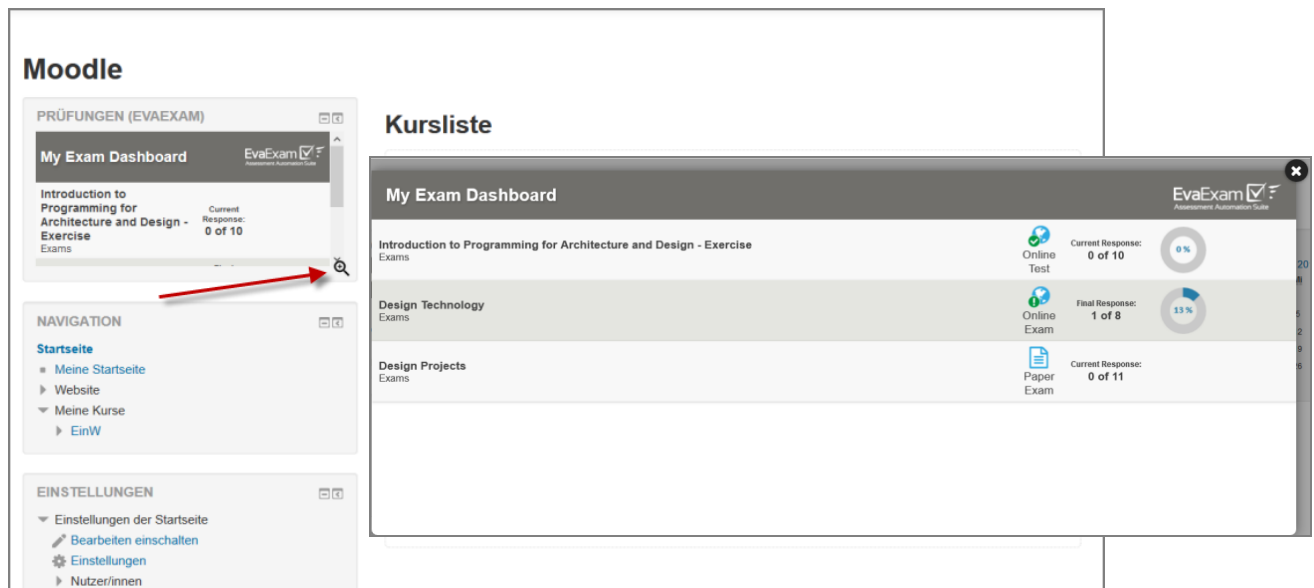 Moodle
PRÜFUNGEN (EVAEXAM)
My Exam Dashboard
EvaExam
Assessment Automation Suite
Introduction to
Programming for
Architecture and Design -
Exercise
Exams
Current
Response:
0 of 10
NAVIGATION
Startseite
Meine Startseite
Website
Meine Kurse
EinW
EINSTELLUNGEN
Einstellungen der Startseite
Bearbeiten einschalten
Einstellungen
Nutzer/innen
Kursliste
My Exam Dashboard
EvaExam
Assessment Automation Suite
Introduction to Programming for Architecture and Design - Exercise
Exams
Online
Test
Current Response:
0 of 10
0 %
Design Technology
Exams
Online
Exam
Final Response:
1 of 8
13 %
Design Projects
Exams
Paper
Exam
Current Response:
0 of 11
20